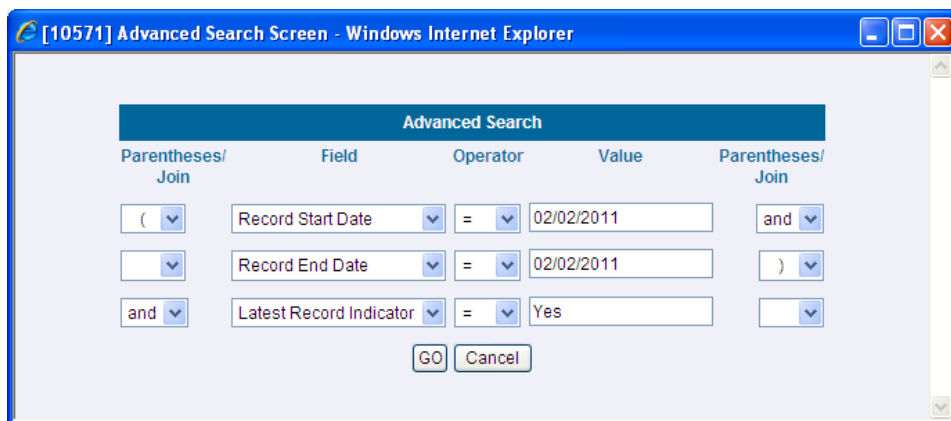 [10571] Advanced Search Screen - Windows Internet Explorer
Advanced Search
Parentheses/ Join Field Operator Value Parentheses/ Join
( Record Start Date = 02/02/2011 and
Record End Date = 02/02/2011 )
and Latest Record Indicator = Yes
GO Cancel